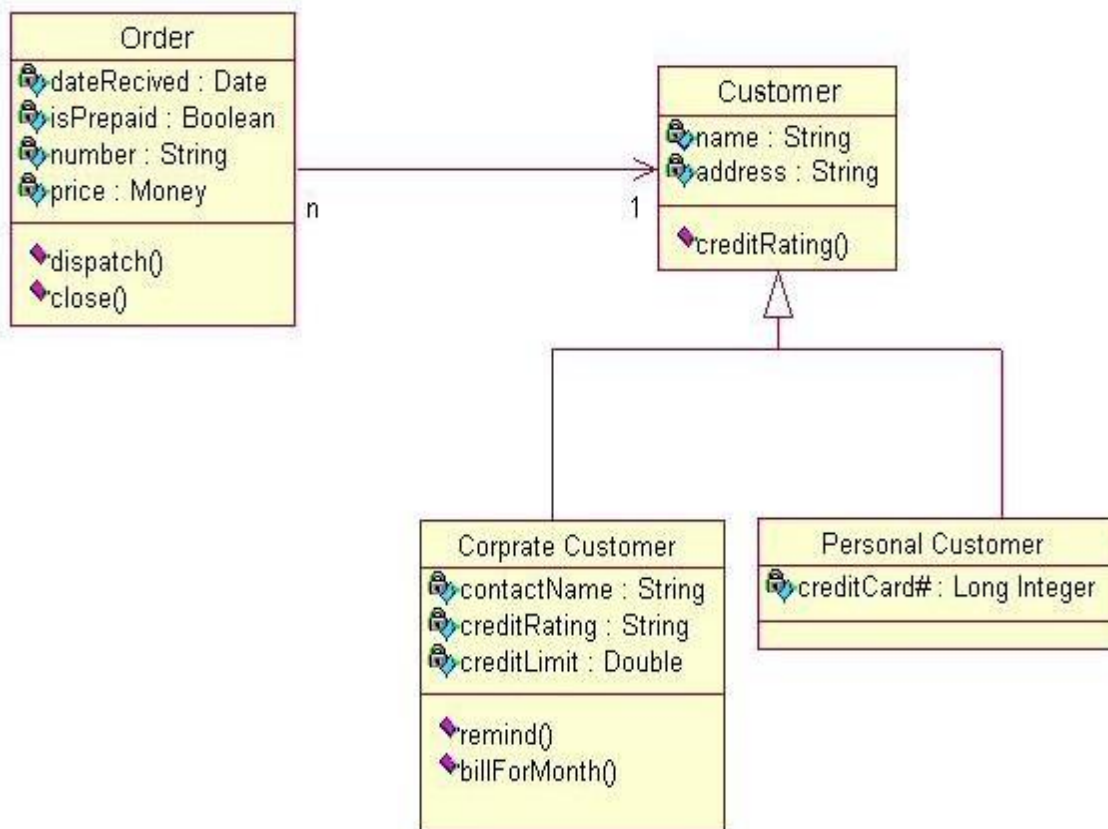 Order
dateRecived : Date
isPrepaid : Boolean
number : String
price : Money
dispatch()
close()
n
1
Customer
name : String
address : String
creditRating()
Corprate Customer
contactName : String
creditRating : String
creditLimit : Double
remind()
billForMonth()
Personal Customer
creditCard# : Long Integer